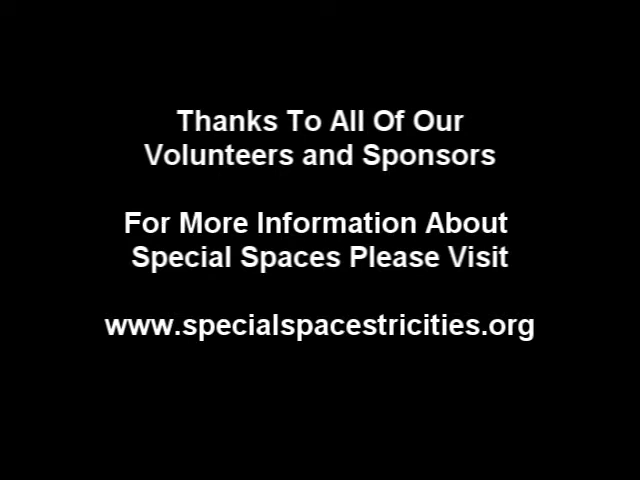 Thanks To All Of Our
Volunteers and Sponsors
For More Information About
Special Spaces Please Visit
www.specialspacestricities.org